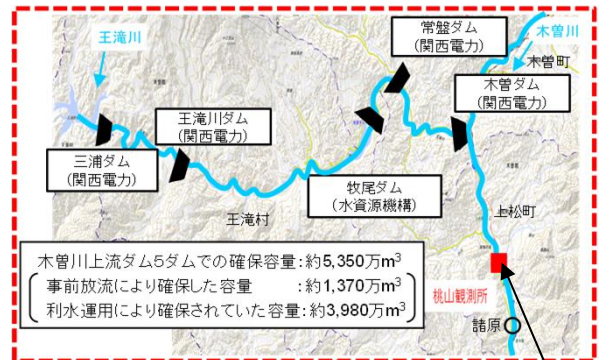 王滝川
木曽川
常盤ダム
(関西電力)
木曽町
木曽ダム
(関西電力)
王滝川ダム
(関西電力)
三浦ダム
(関西電力)
牧尾ダム
(水資源機構)
王滝村
上松町
木曽川上流ダム5ダムでの確保容量:約5,350万m³
事前放流により確保した容量 :約1,370万m³
利水運用により確保されていた容量:約3,980万m³
桃山観測所
諸原